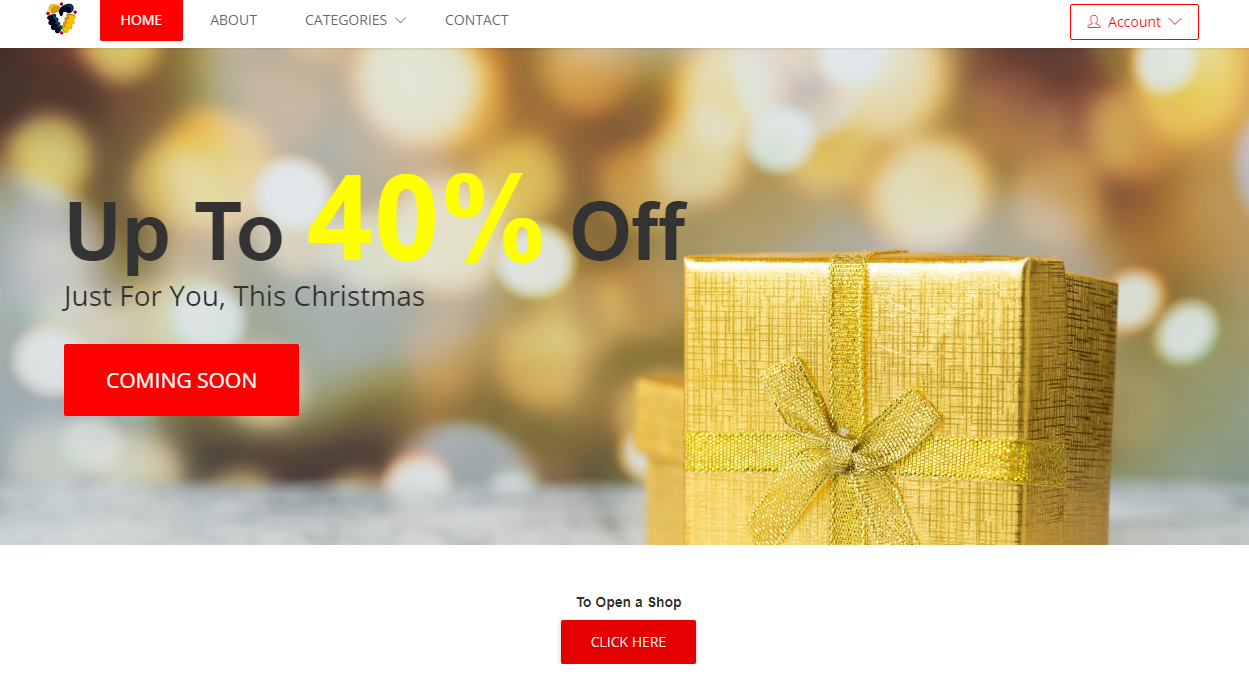 HOME ABOUT CATEGORIES CONTACT Account
Up To 40% Off
Just For You, This Christmas
COMING SOON
To Open a Shop
CLICK HERE